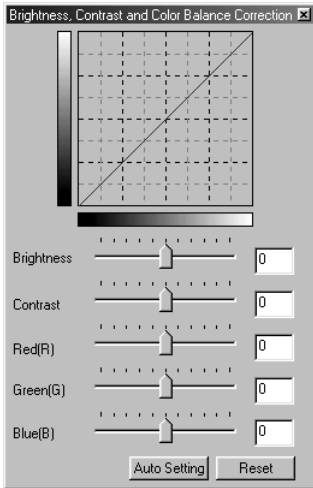 Brightness, Contrast and Color Balance Correction
Brightness 0
Contrast 0
Red(R) 0
Green(G) 0
Blue(B) 0
Auto Setting Reset